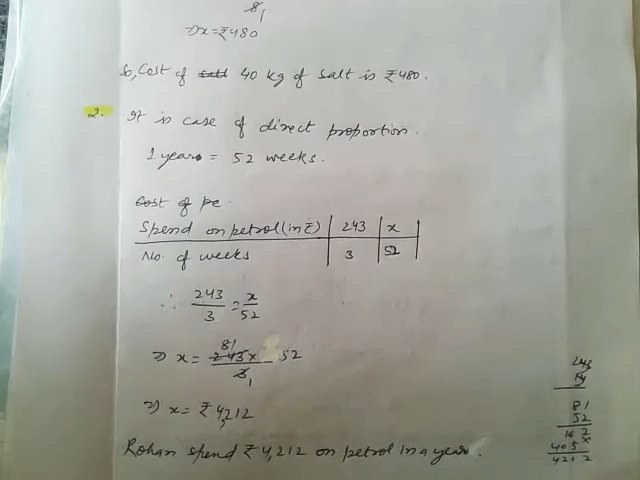 8 1
⇒ x = ₹480
So, Cost of salt 40 kg of salt is ₹480.
2. It is case of direct proportion.
1 year = 52 weeks.
Cost of pe
Spend on petrol (in ₹) | 243 | x
No. of weeks | 3 | 52
∴ 243/3 = x/52
81
⇒ x = 243 x 52
3 1
⇒ x = ₹4,212
Rohan spend ₹4,212 on petrol in a year.
243
81
52
162
405x
4212